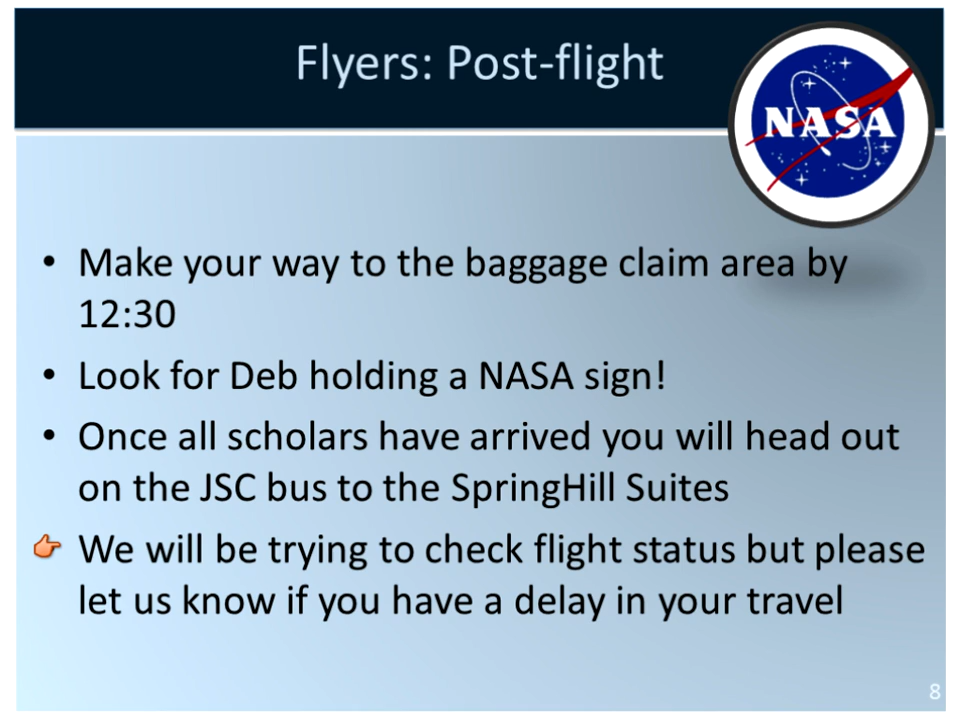 Flyers: Post-flight
NASA
• Make your way to the baggage claim area by
12:30
• Look for Deb holding a NASA sign!
• Once all scholars have arrived you will head out
on the JSC bus to the SpringHill Suites
👉 We will be trying to check flight status but please
let us know if you have a delay in your travel
8